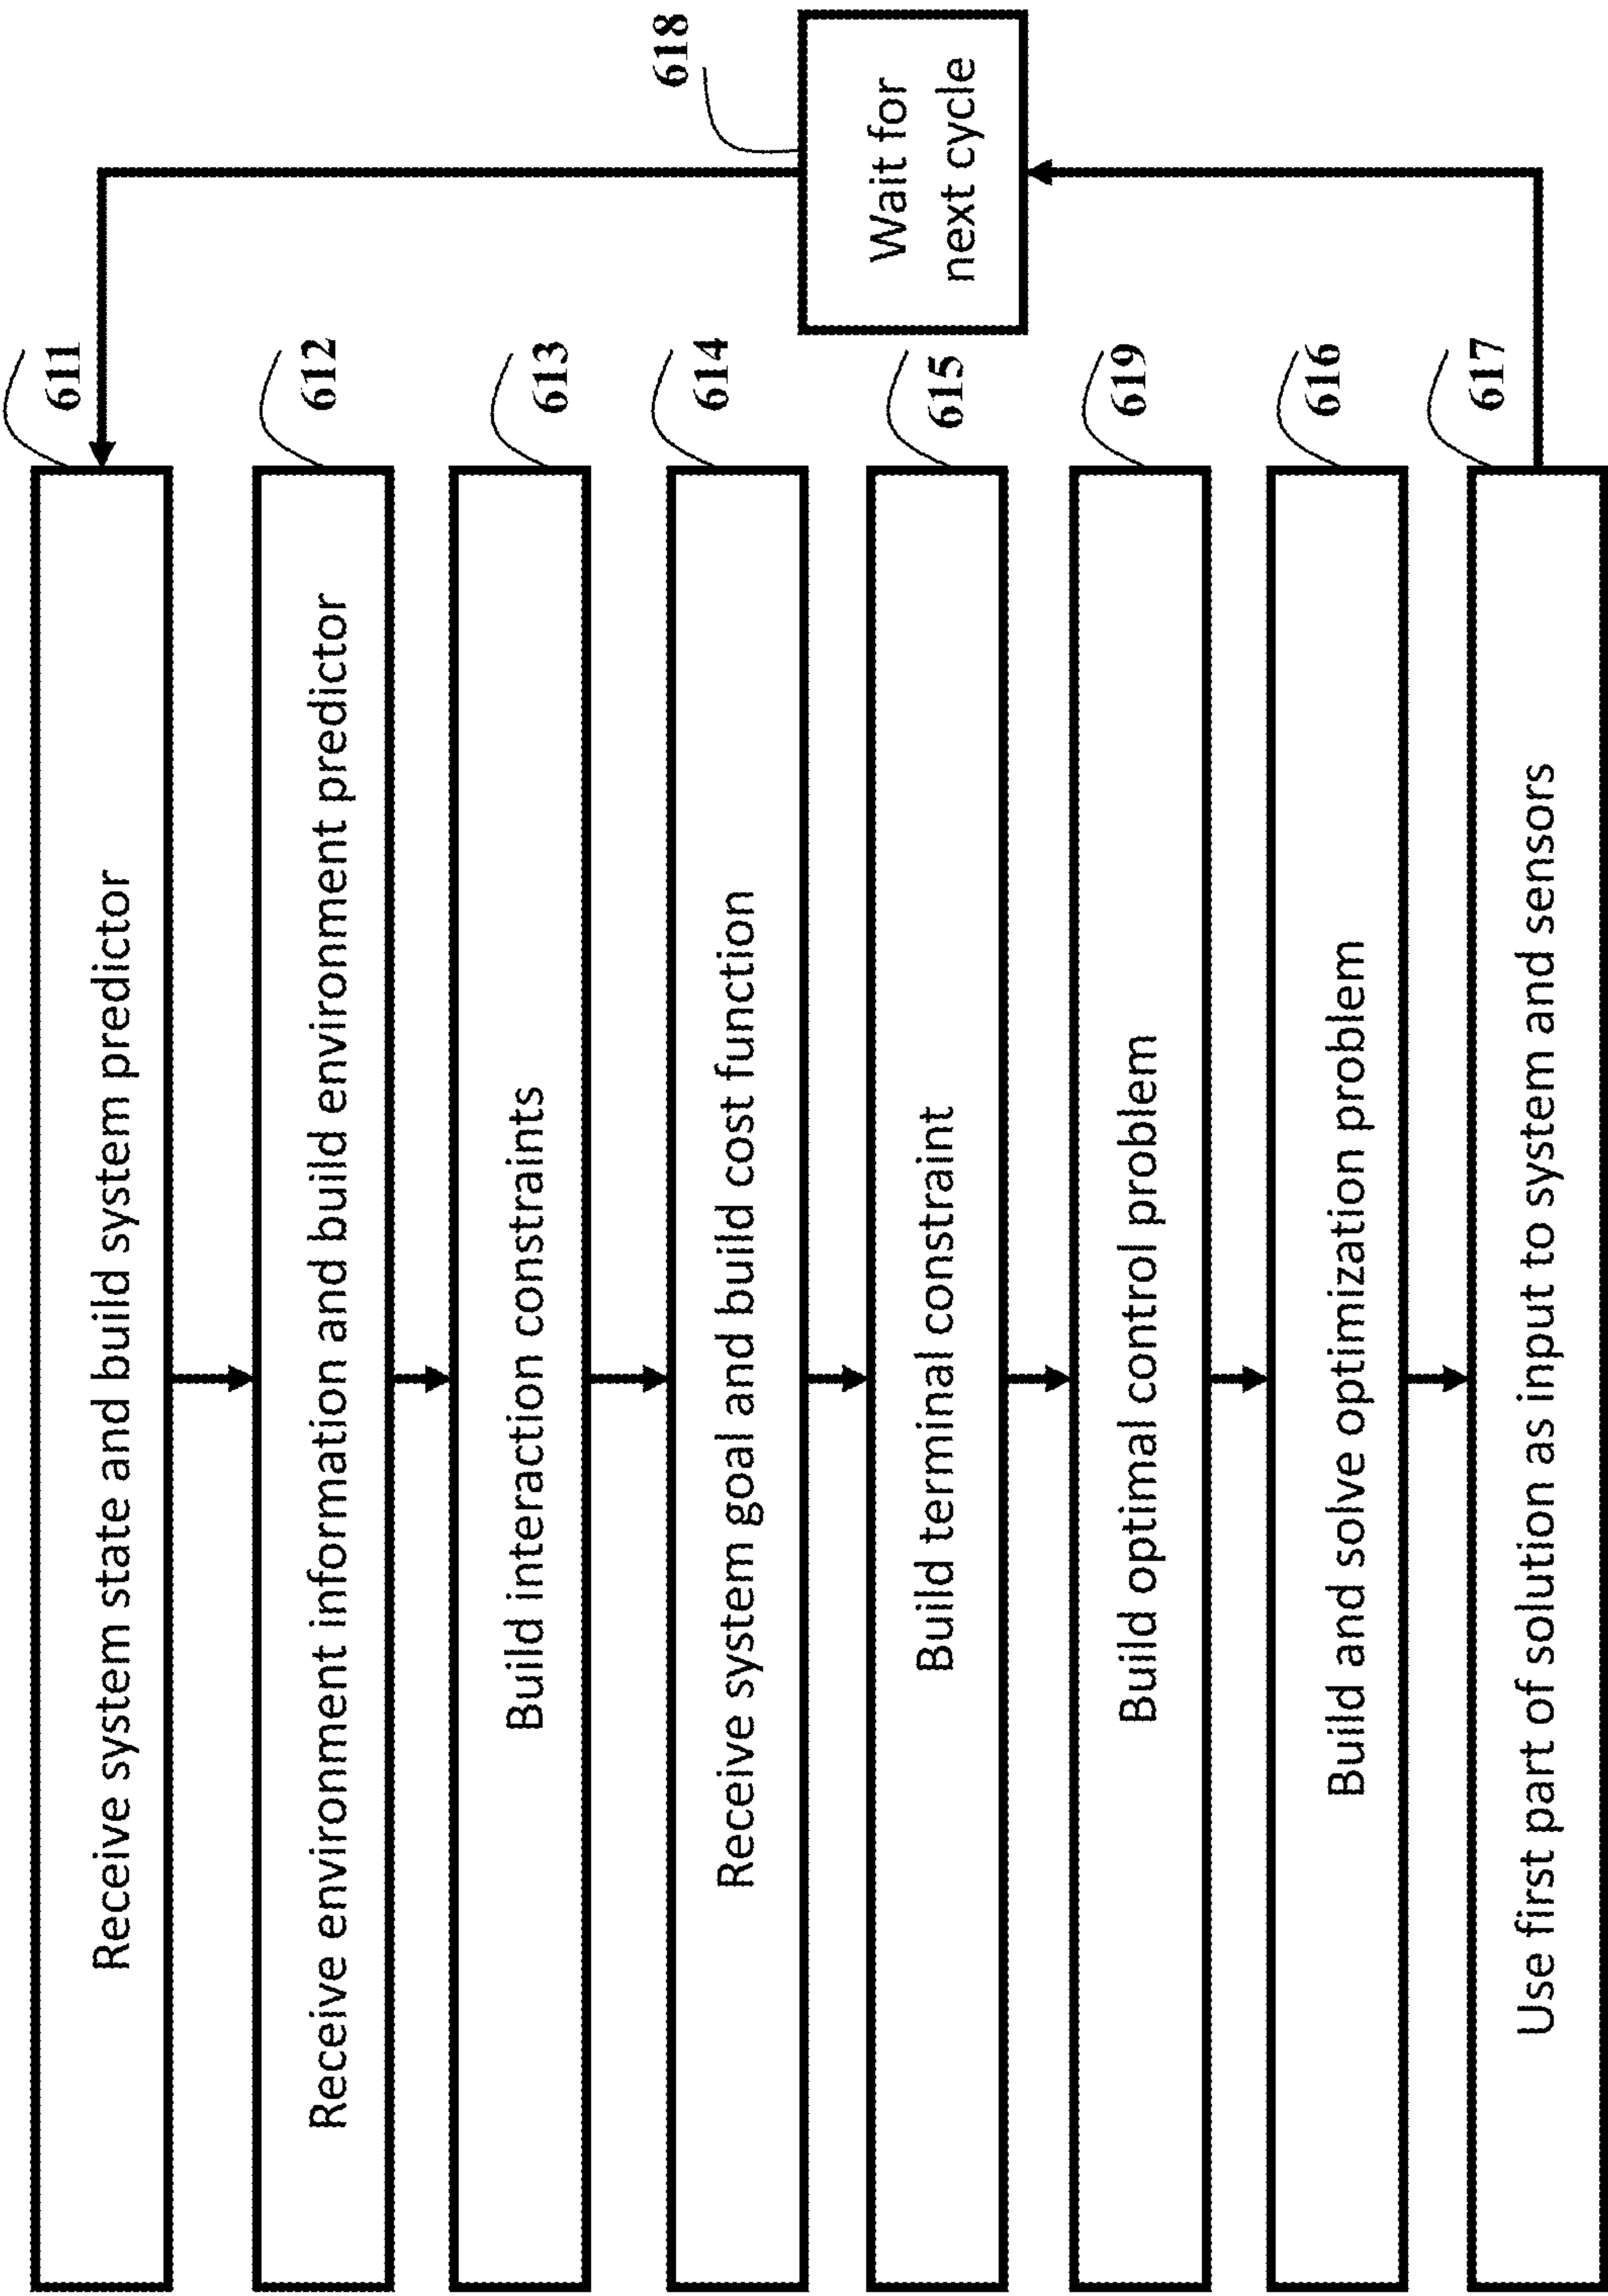 611
Receive system state and build system predictor
612
Receive environment information and build environment predictor
613
Build interaction constraints
614
Receive system goal and build cost function
615
Build terminal constraint
619
Build optimal control problem
616
Build and solve optimization problem
617
Use first part of solution as input to system and sensors
618
Wait for
next cycle